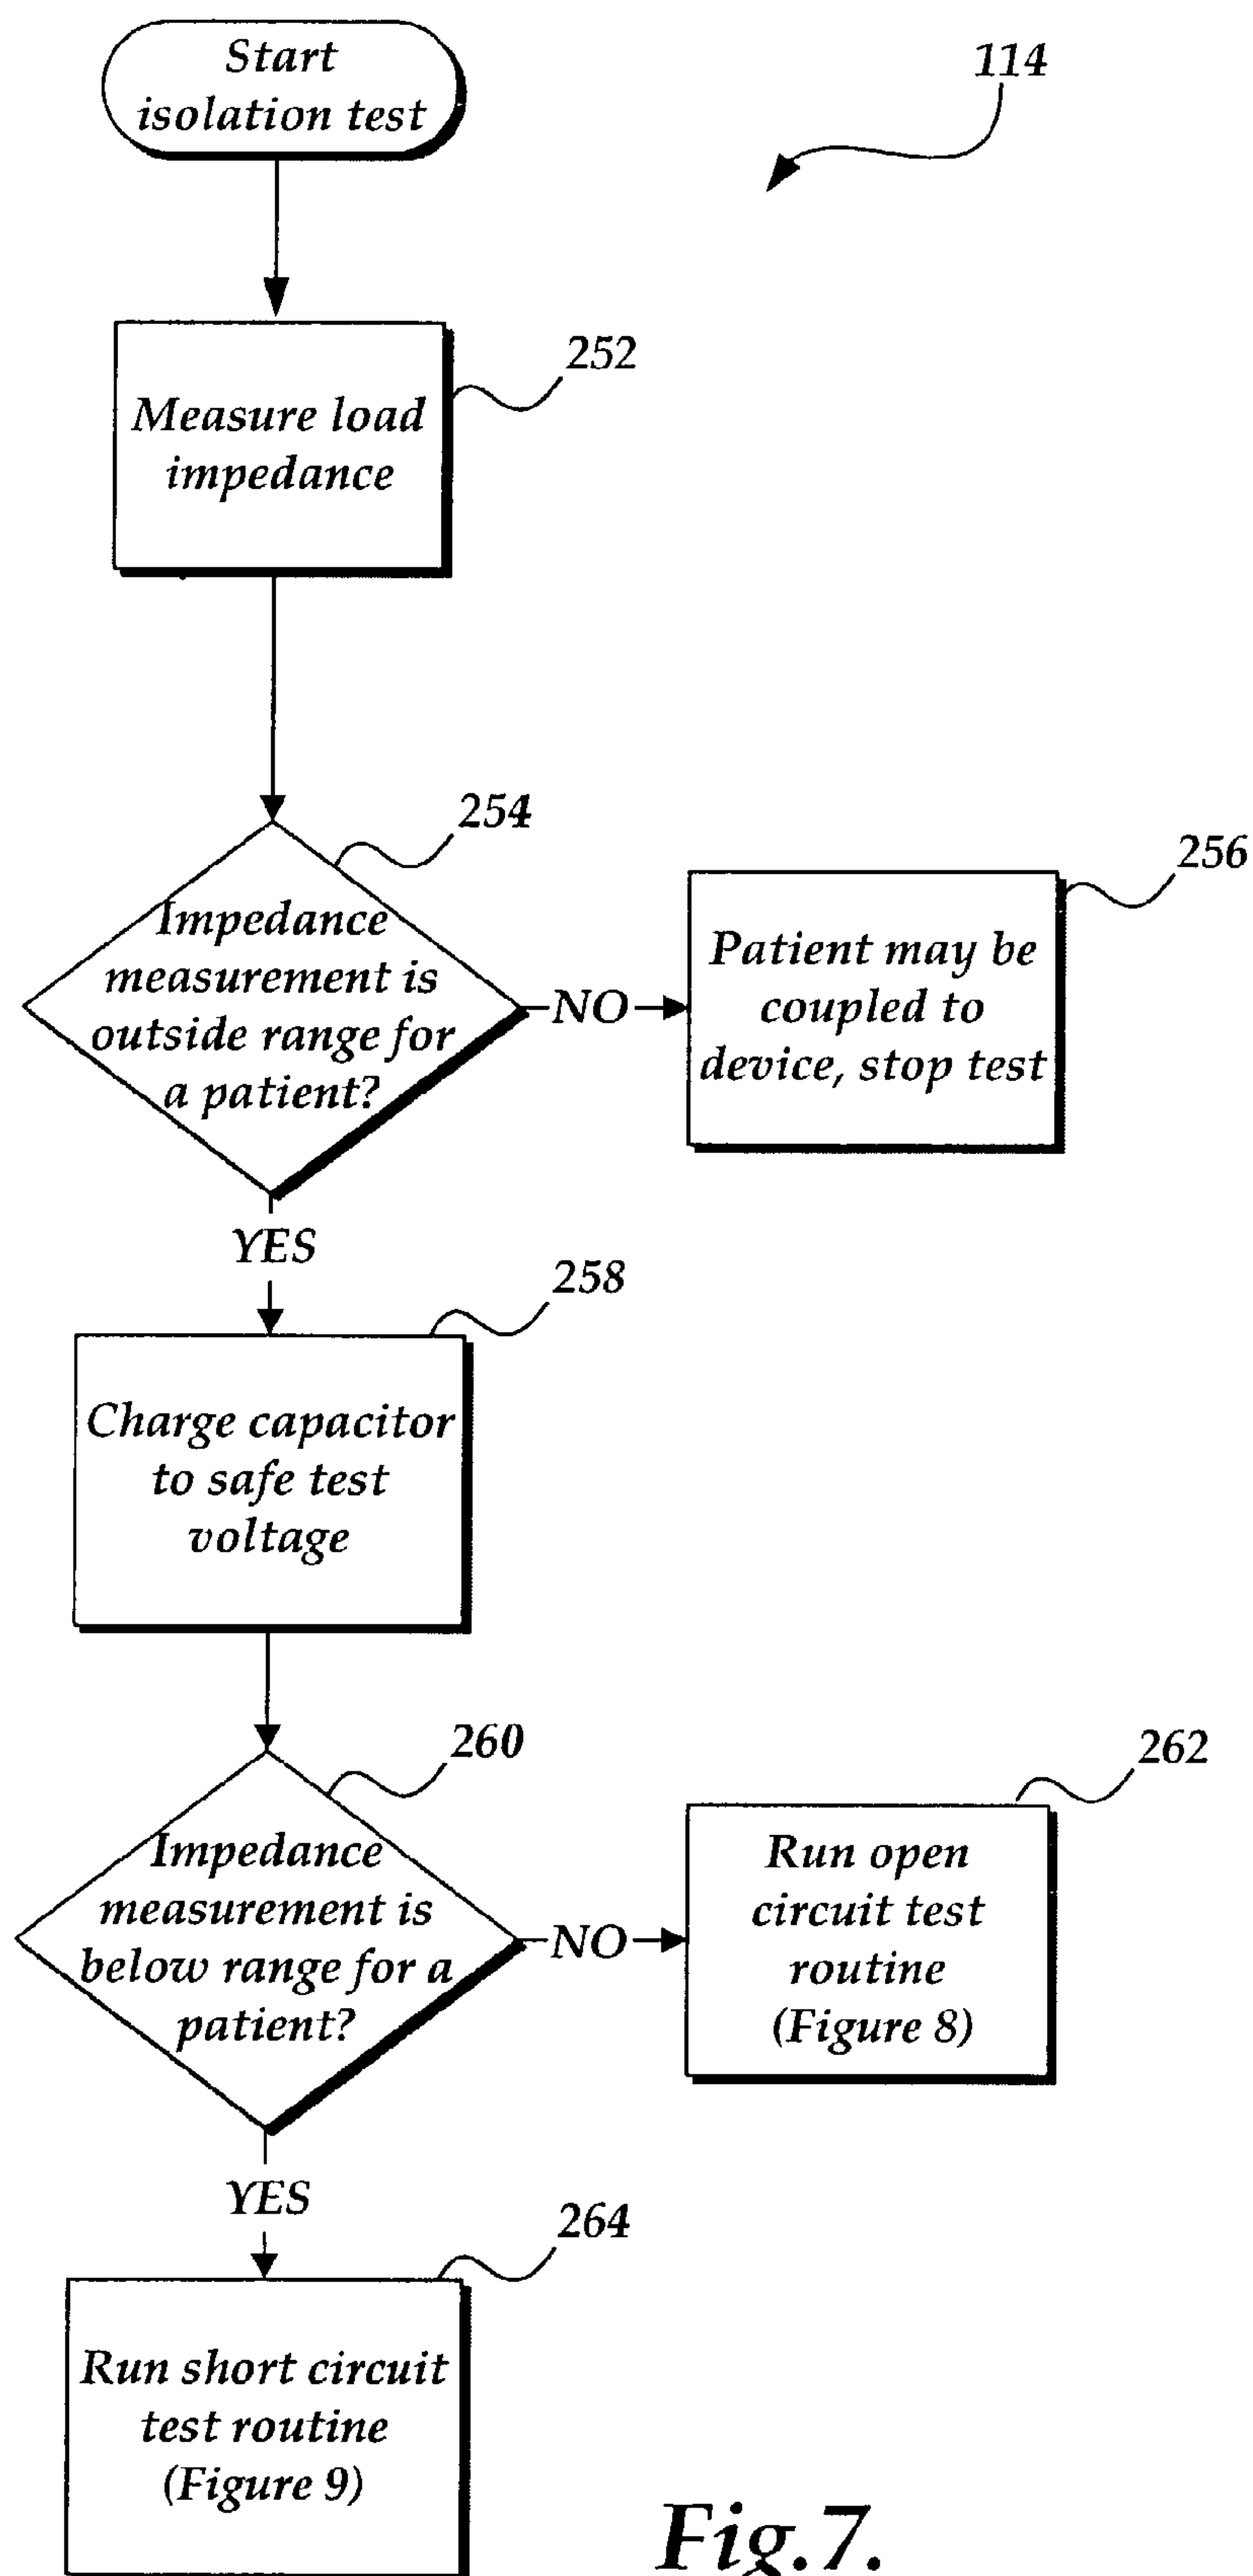 Start
isolation test
114
Measure load
impedance
252
Impedance
measurement is
outside range for
a patient?
254
NO
Patient may be
coupled to
device, stop test
256
YES
Charge capacitor
to safe test
voltage
258
Impedance
measurement is
below range for a
patient?
260
NO
Run open
circuit test
routine
(Figure 8)
262
YES
Run short circuit
test routine
(Figure 9)
264
Fig.7.